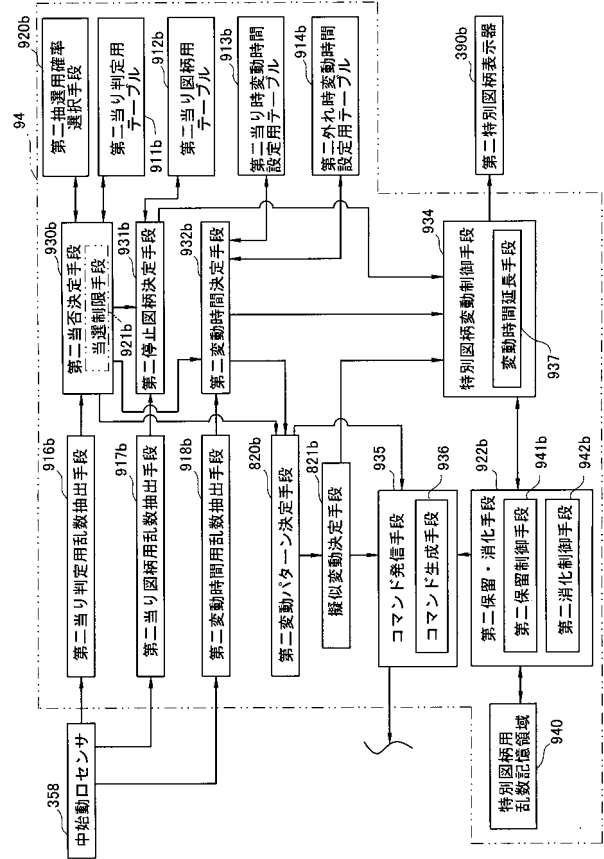 94
920b
第二抽選用確率
選択手段
第二当り判定用
テーブル
911b
第二当り図柄用
テーブル
912b
第二当り時変動時間
設定用テーブル
913b
第二外れ時変動時間
設定用テーブル
914b
390b
第二特別図柄表示器
930b
第二当否決定手段
当選制限手段
921b
931b
第二停止図柄決定手段
932b
第二変動時間決定手段
934
特別図柄変動制御手段
変動時間延長手段
937
916b
第二当り判定用乱数抽出手段
917b
第二当り図柄用乱数抽出手段
918b
第二変動時間用乱数抽出手段
820b
第二変動パターン決定手段
821b
擬似変動決定手段
935
コマンド発信手段
936
コマンド生成手段
922b
第二保留・消化手段
941b
第二保留制御手段
942b
第二消化制御手段
中始動口センサ
358
特別図柄用
乱数記憶領域
940